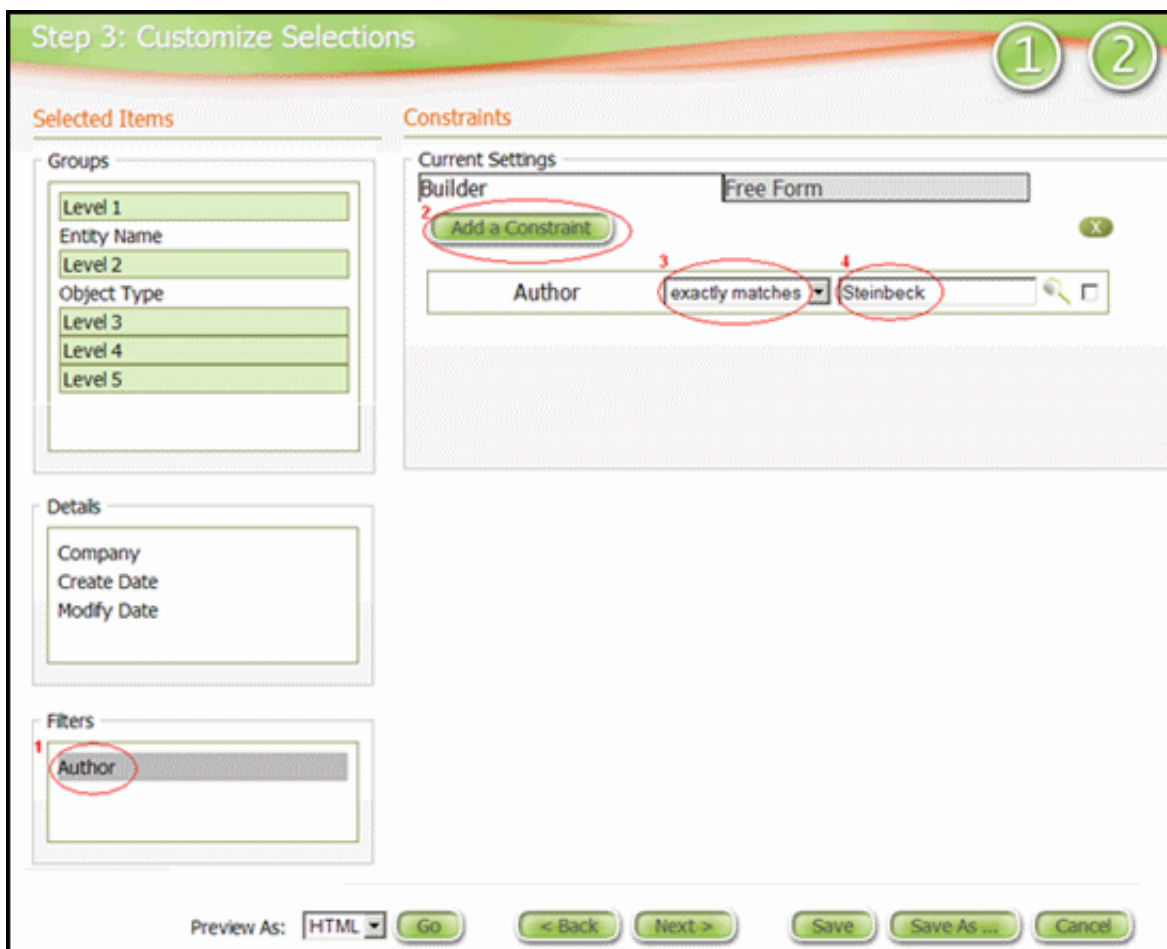 Step 3: Customize Selections
1 2
Selected Items
Groups
Level 1
Entity Name
Level 2
Object Type
Level 3
Level 4
Level 5
Details
Company
Create Date
Modify Date
Filters
1
Author
Constraints
Current Settings
Builder Free Form
2
Add a Constraint X
3 4
Author exactly matches Steinbeck
Preview As: HTML Go < Back Next > Save Save As ... Cancel